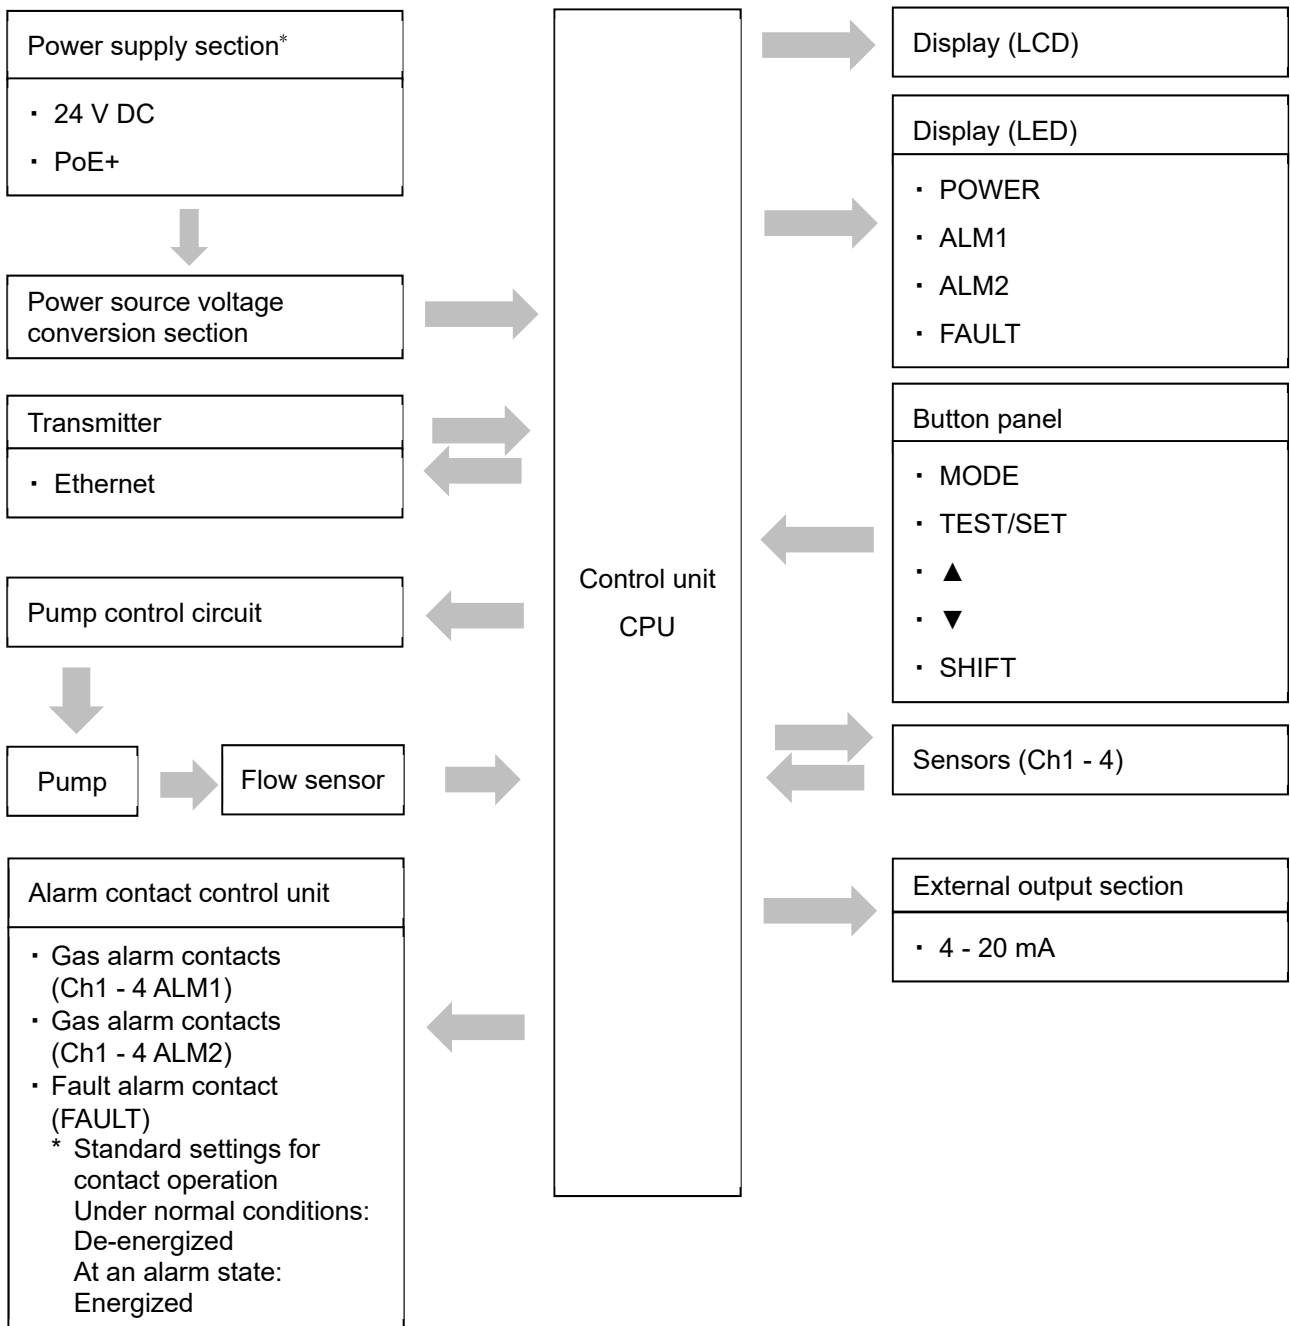 Power supply section*
・ 24 V DC
・ PoE+
Power source voltage
conversion section
Transmitter
・ Ethernet
Pump control circuit
Pump
Flow sensor
Alarm contact control unit
・ Gas alarm contacts
(Ch1 - 4 ALM1)
・ Gas alarm contacts
(Ch1 - 4 ALM2)
・ Fault alarm contact
(FAULT)
* Standard settings for
contact operation
Under normal conditions:
De-energized
At an alarm state:
Energized
Control unit
CPU
Display (LCD)
Display (LED)
・ POWER
・ ALM1
・ ALM2
・ FAULT
Button panel
・ MODE
・ TEST/SET
・ ▲
・ ▼
・ SHIFT
Sensors (Ch1 - 4)
External output section
・ 4 - 20 mA